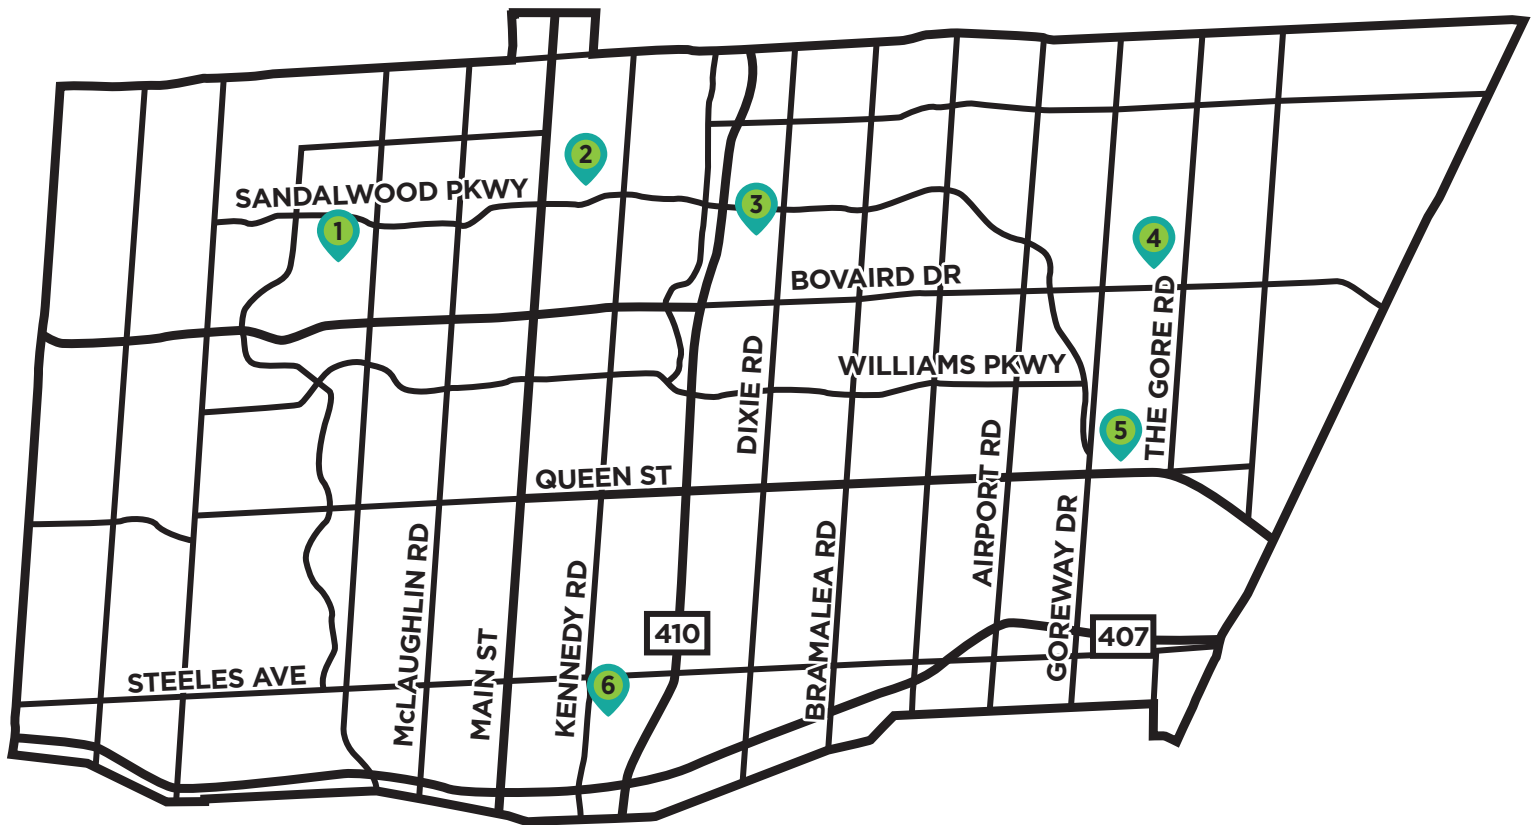 2
SANDALWOOD PKWY
3
1
4
BOVAIRD DR
THE GORE RD
WILLIAMS PKWY
DIXIE RD
5
QUEEN ST
AIRPORT RD
GOREWAY DR
McLAUGHLIN RD
BRAMALEA RD
KENNEDY RD
MAIN ST
410
407
STEELES AVE
6